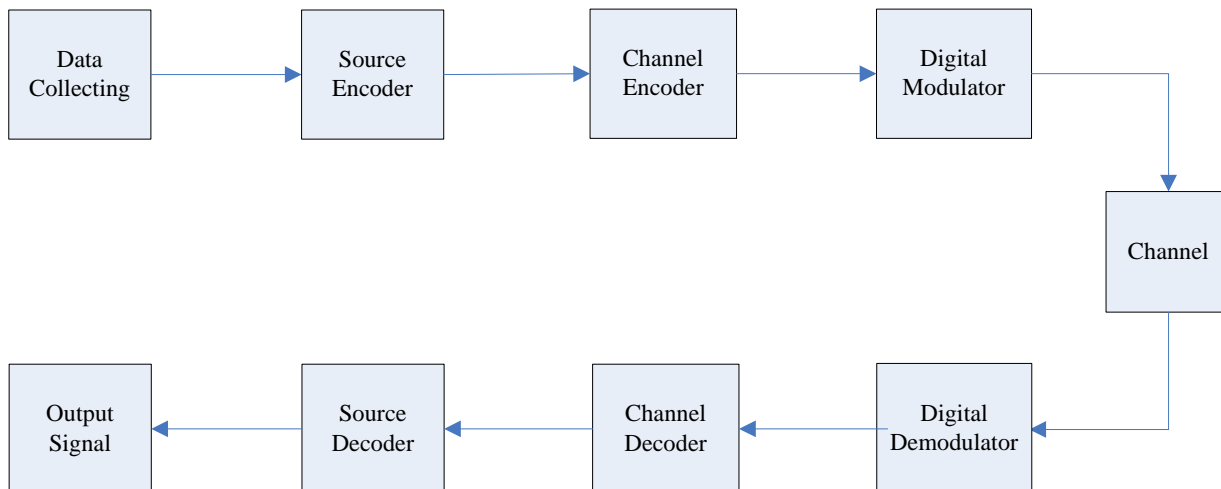 Data
Collecting
Source
Encoder
Channel
Encoder
Digital
Modulator
Channel
Output
Signal
Source
Decoder
Channel
Decoder
Digital
Demodulator